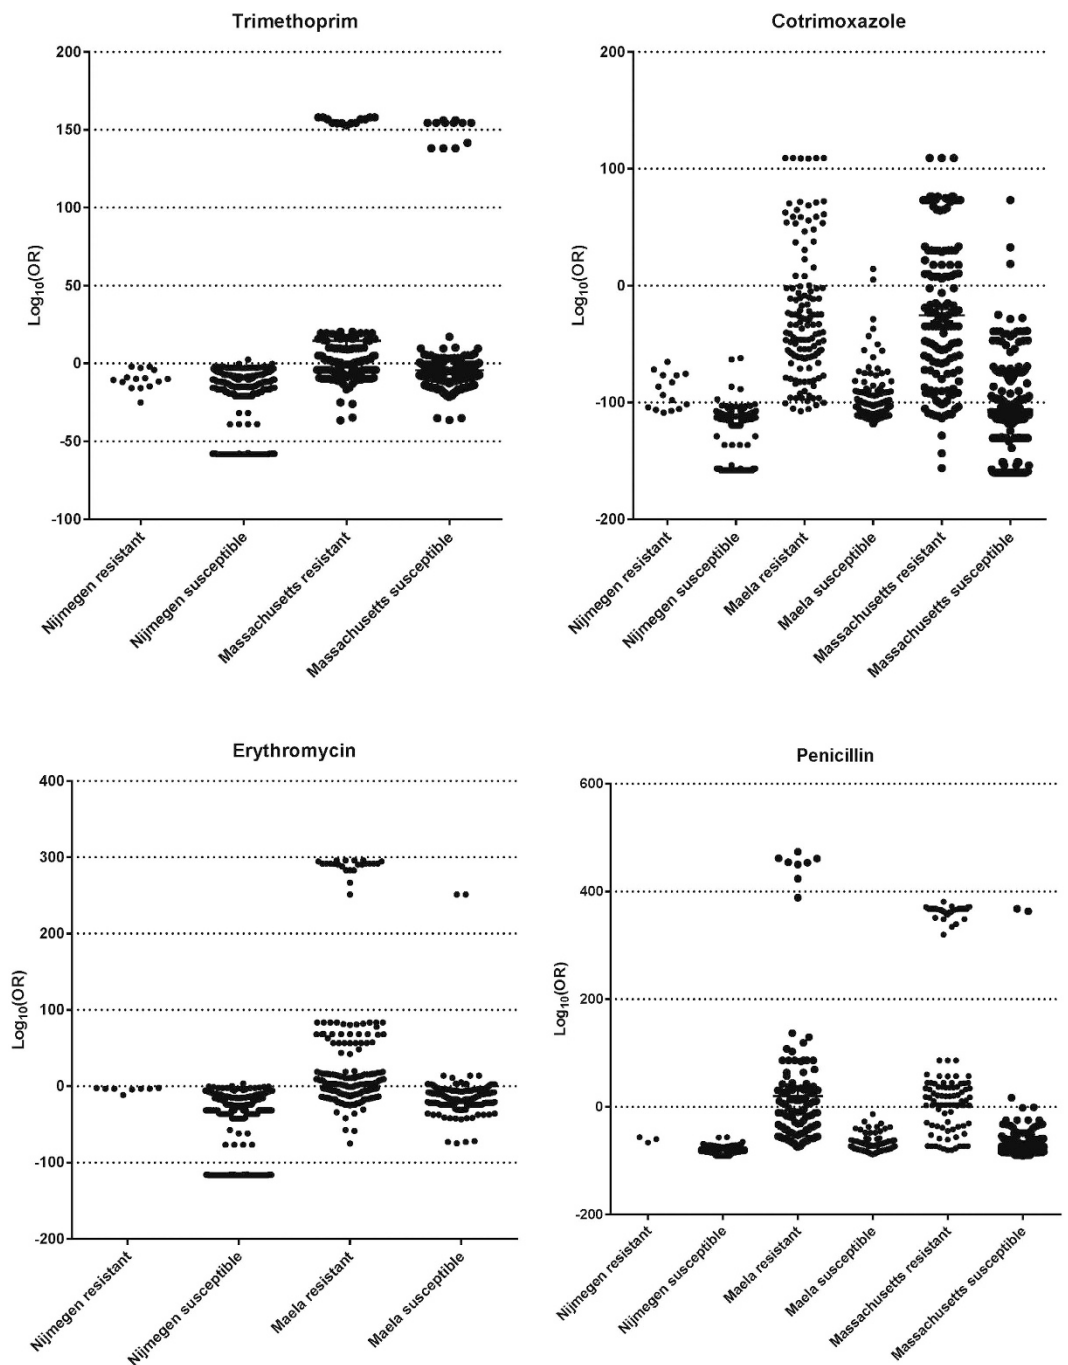 Trimethoprim
200
150
100
50
0
-50
-100
Log10(OR)
Nijmegen resistant
Nijmegen susceptible
Massachusetts resistant
Massachusetts susceptible
Cotrimoxazole
200
100
0
-100
-200
Log10(OR)
Nijmegen resistant
Nijmegen susceptible
Maela resistant
Maela susceptible
Massachusetts resistant
Massachusetts susceptible
Erythromycin
400
300
200
100
0
-100
-200
Log10(OR)
Nijmegen resistant
Nijmegen susceptible
Maela resistant
Maela susceptible
Penicillin
600
400
200
0
-200
Log10(OR)
Nijmegen resistant
Nijmegen susceptible
Maela resistant
Maela susceptible
Massachusetts resistant
Massachusetts susceptible